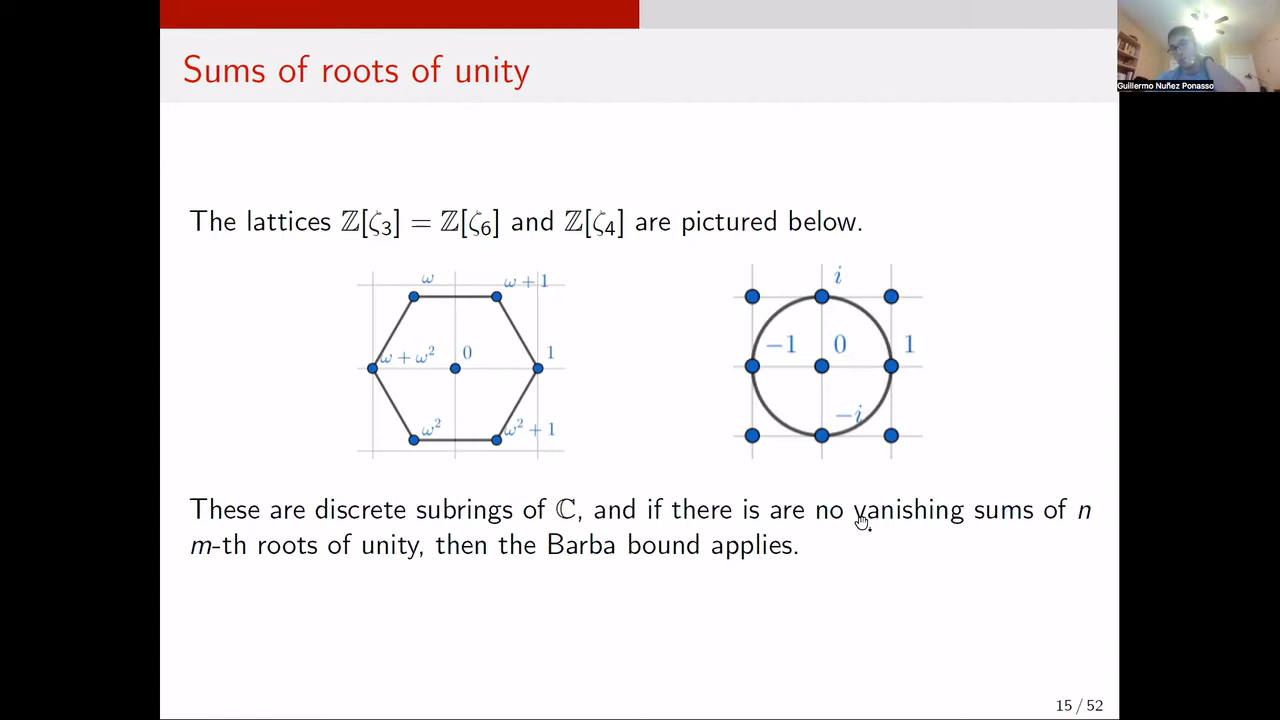 Sums of roots of unity
Guillermo Nuñez Ponasso
The lattices ℤ[ζ₃] = ℤ[ζ₆] and ℤ[ζ₄] are pictured below.
ω ω + 1
ω + ω² 0 1
ω² ω² + 1
i
−1 0 1
−i
These are discrete subrings of ℂ, and if there is are no vanishing sums of n
m-th roots of unity, then the Barba bound applies.
15 / 52